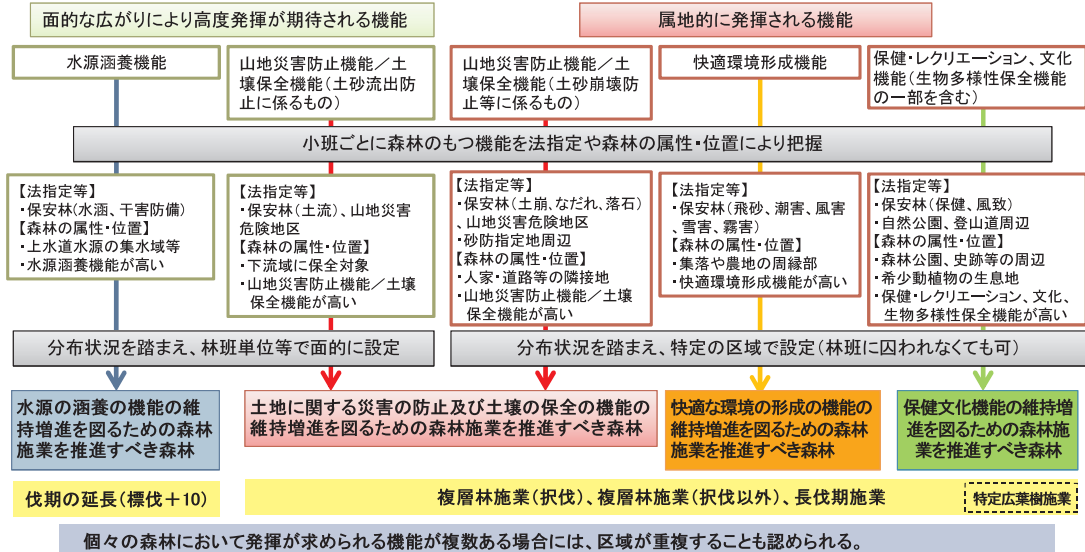 面的な広がりにより高度発揮が期待される機能
属地的に発揮される機能
水源涵養機能
山地災害防止機能／土
壌保全機能（土砂流出防
止に係るもの）
山地災害防止機能／土
壌保全機能（土砂崩壊防
止等に係るもの）
快適環境形成機能
保健・レクリエーション、文化
機能（生物多様性保全機能
の一部を含む）
小班ごとに森林のもつ機能を法指定や森林の属性・位置により把握
【法指定等】
・保安林（水涵、干害防備）
【森林の属性・位置】
・上水道水源の集水域等
・水源涵養機能が高い
【法指定等】
・保安林（土流）、山地災害
危険地区
【森林の属性・位置】
・下流域に保全対象
・山地災害防止機能／土壌
保全機能が高い
【法指定等】
・保安林（土崩、なだれ、落石）
、山地災害危険地区
・砂防指定地周辺
【森林の属性・位置】
・人家・道路等の隣接地
・山地災害防止機能／土壌
保全機能が高い
【法指定等】
・保安林（飛砂、潮害、風害
、雪害、霧害）
【森林の属性・位置】
・集落や農地の周縁部
・快適環境形成機能が高い
【法指定等】
・保安林（保健、風致）
・自然公園、登山道周辺
【森林の属性・位置】
・森林公園、史跡等の周辺
・希少動植物の生息地
・保健・レクリエーション、文化、
生物多様性保全機能が高い
分布状況を踏まえ、林班単位等で面的に設定
分布状況を踏まえ、特定の区域で設定（林班に囚われなくても可）
水源の涵養の機能の維
持増進を図るための森林
施業を推進すべき森林
土地に関する災害の防止及び土壌の保全の機能の
維持増進を図るための森林施業を推進すべき森林
快適な環境の形成の機能の
維持増進を図るための森林
施業を推進すべき森林
保健文化機能の維持増
進を図るための森林施
業を推進すべき森林
伐期の延長（標伐＋10）
複層林施業（択伐）、複層林施業（択伐以外）、長伐期施業
特定広葉樹施業
個々の森林において発揮が求められる機能が複数ある場合には、区域が重複することも認められる。